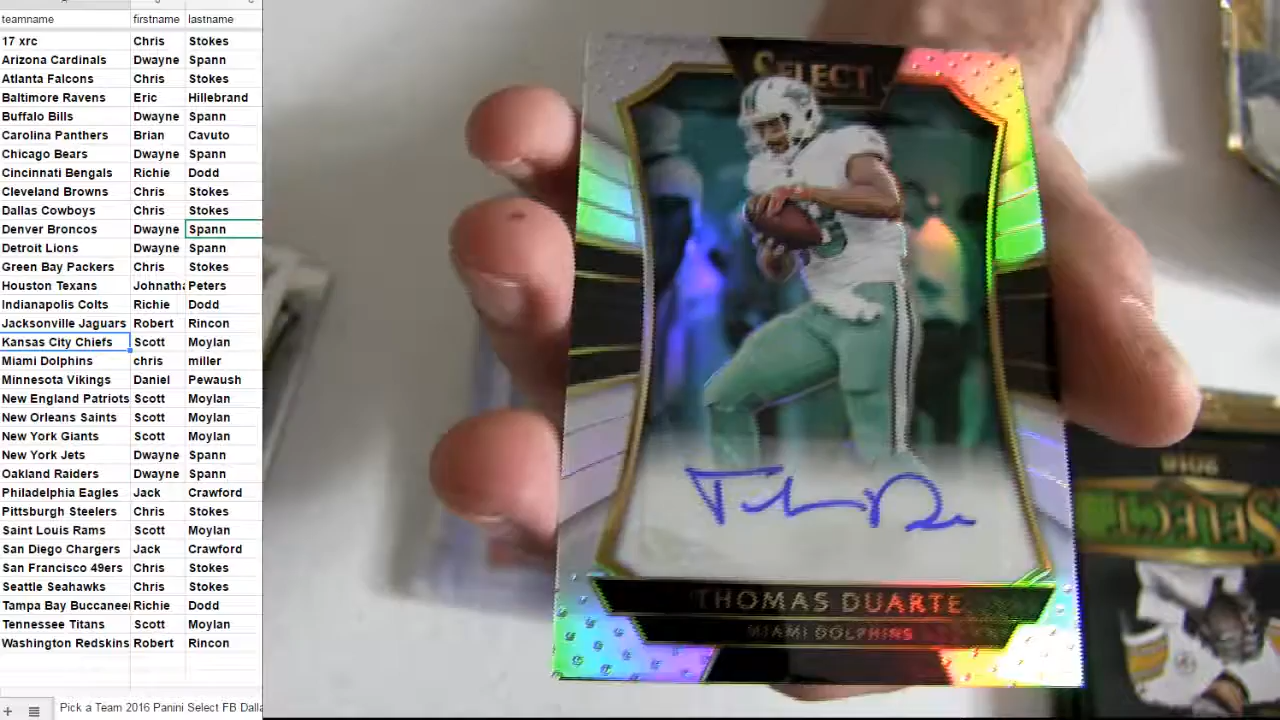 teamname firstname lastname
17 xrc Chris Stokes
Arizona Cardinals Dwayne Spann
Atlanta Falcons Chris Stokes
Baltimore Ravens Eric Hillebrand
Buffalo Bills Dwayne Spann
Carolina Panthers Brian Cavuto
Chicago Bears Dwayne Spann
Cincinnati Bengals Richie Dodd
Cleveland Browns Chris Stokes
Dallas Cowboys Chris Stokes
Denver Broncos Dwayne Spann
Detroit Lions Dwayne Spann
Green Bay Packers Chris Stokes
Houston Texans Johnatha Peters
Indianapolis Colts Richie Dodd
Jacksonville Jaguars Robert Rincon
Kansas City Chiefs Scott Moylan
Miami Dolphins chris miller
Minnesota Vikings Daniel Pewaush
New England Patriots Scott Moylan
New Orleans Saints Scott Moylan
New York Giants Scott Moylan
New York Jets Dwayne Spann
Oakland Raiders Dwayne Spann
Philadelphia Eagles Jack Crawford
Pittsburgh Steelers Chris Stokes
Saint Louis Rams Scott Moylan
San Diego Chargers Jack Crawford
San Francisco 49ers Chris Stokes
Seattle Seahawks Chris Stokes
Tampa Bay Buccaneer Richie Dodd
Tennessee Titans Scott Moylan
Washington Redskins Robert Rincon
Pick a Team 2016 Panini Select FB Dalla
SELECT
THOMAS DUARTE
MIAMI DOLPHINS
2016
SELECT